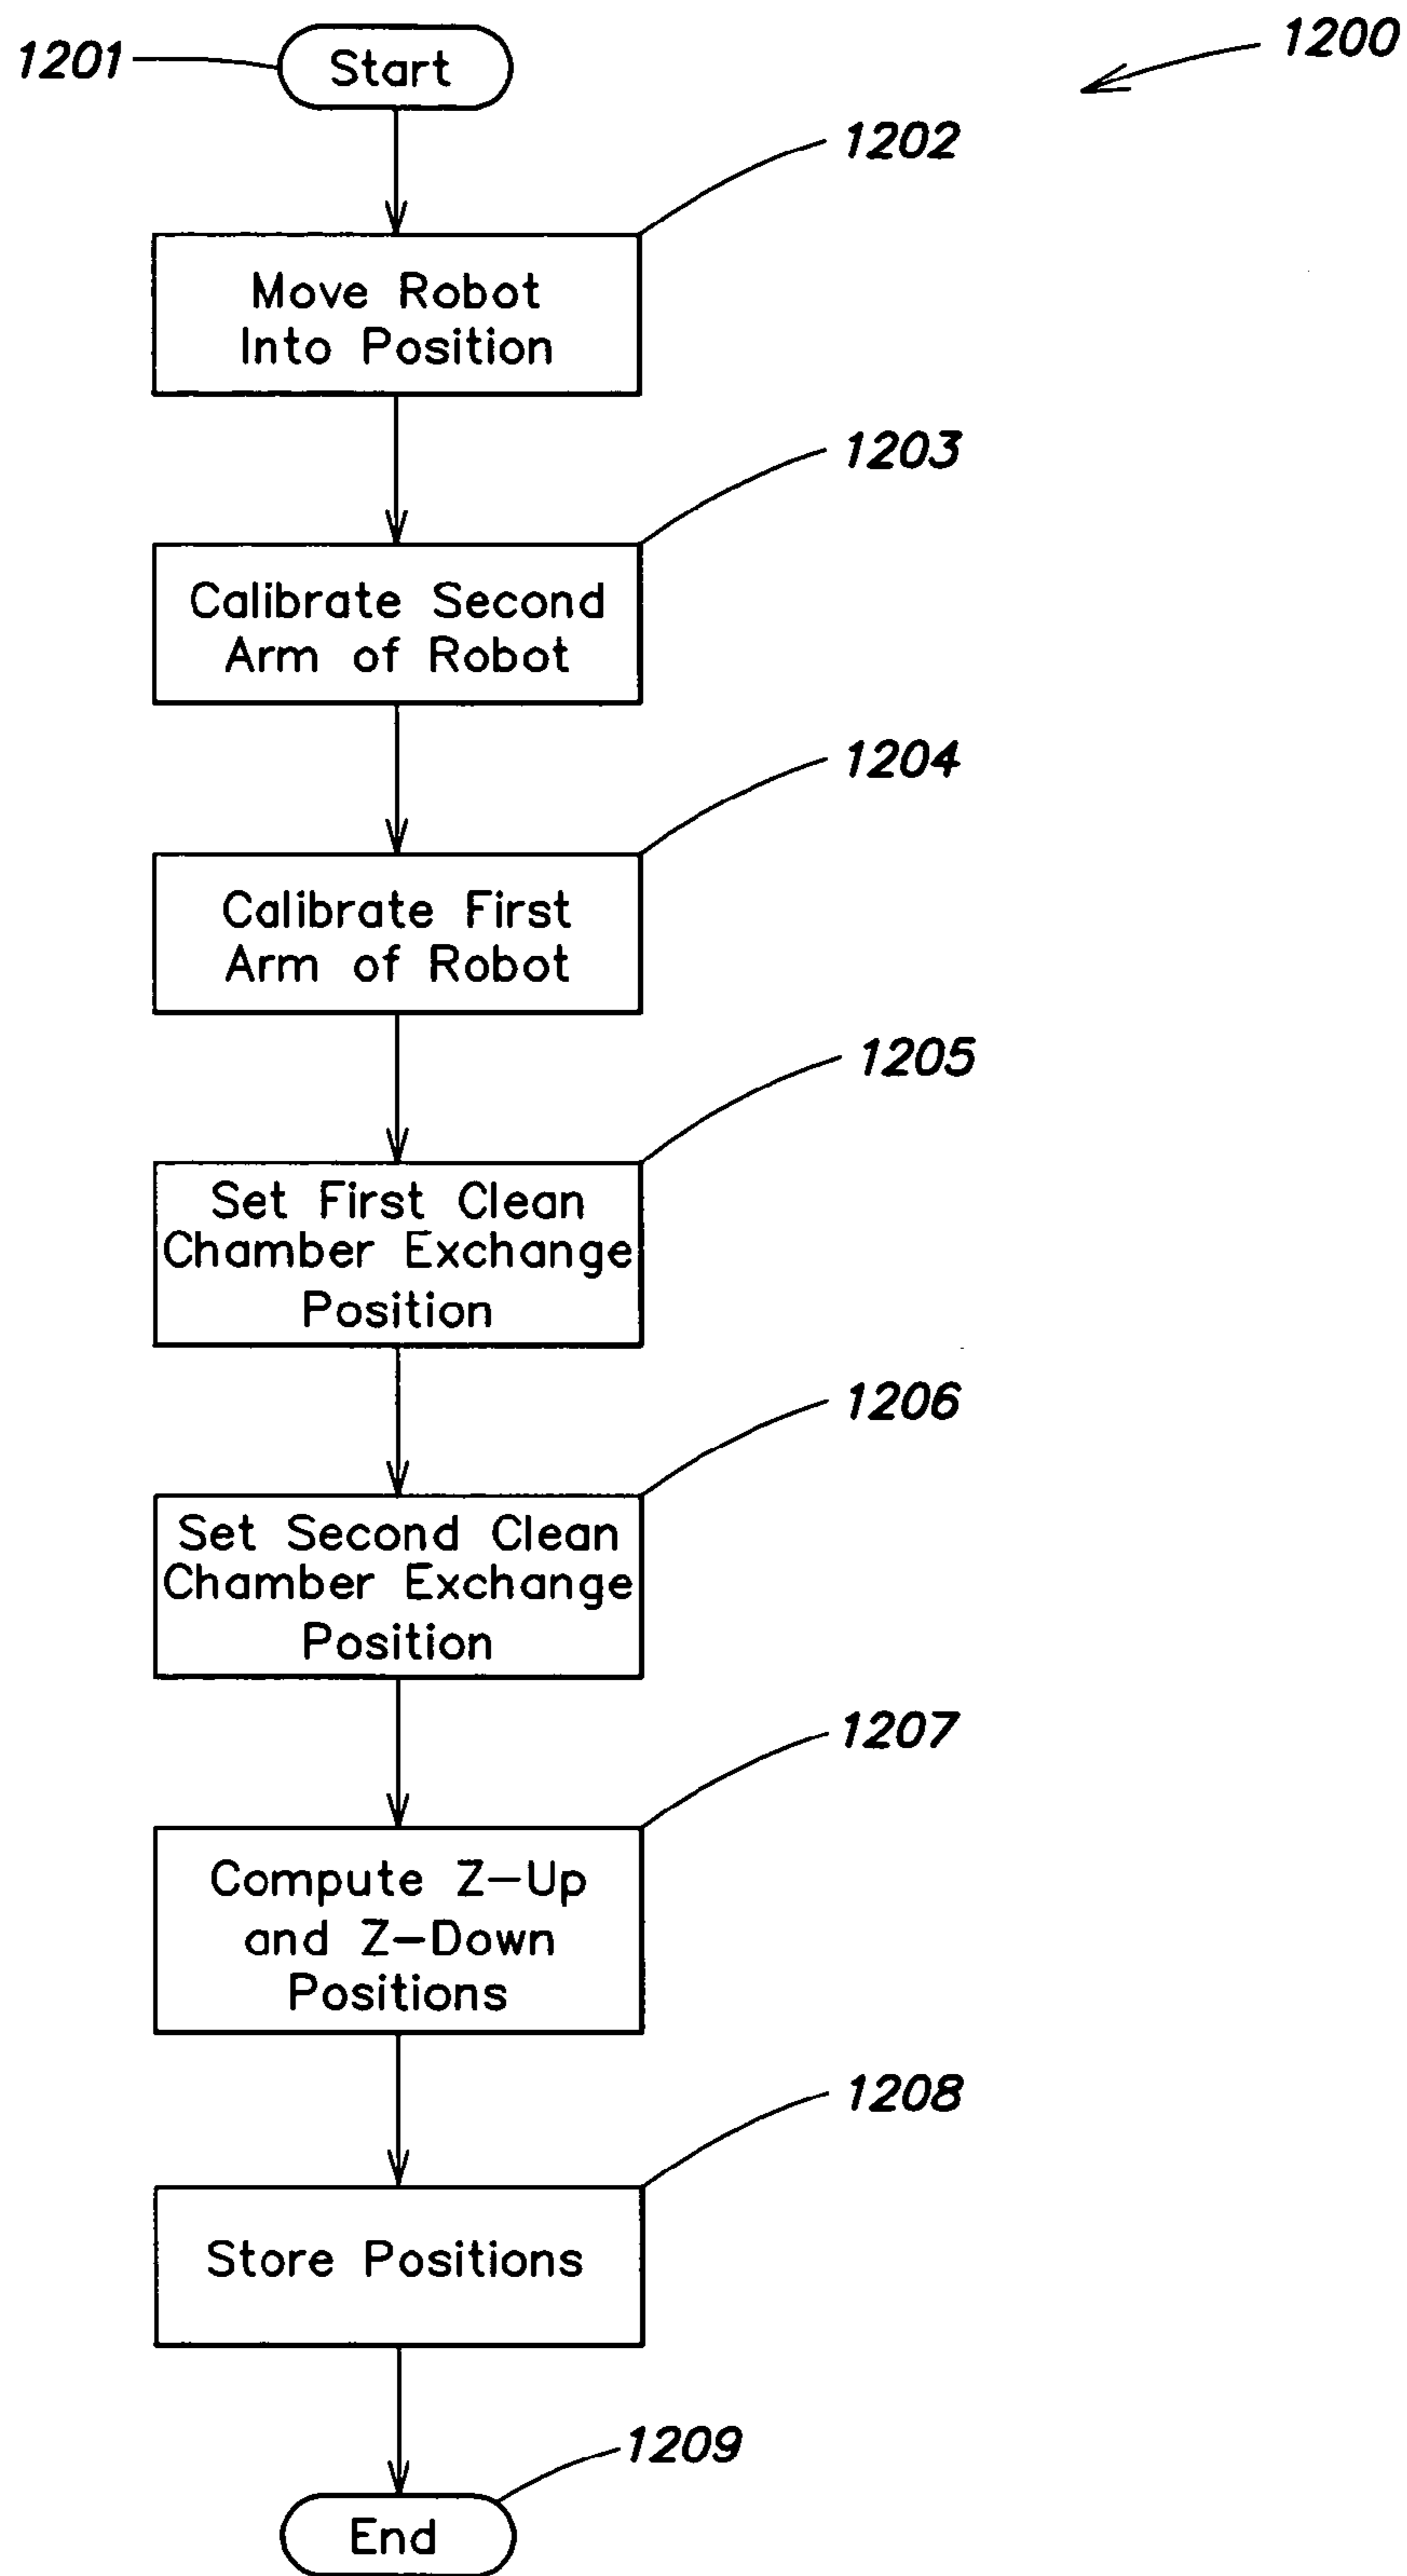 1200
1201
Start
1202
Move Robot
Into Position
1203
Calibrate Second
Arm of Robot
1204
Calibrate First
Arm of Robot
1205
Set First Clean
Chamber Exchange
Position
1206
Set Second Clean
Chamber Exchange
Position
1207
Compute Z-Up
and Z-Down
Positions
1208
Store Positions
1209
End